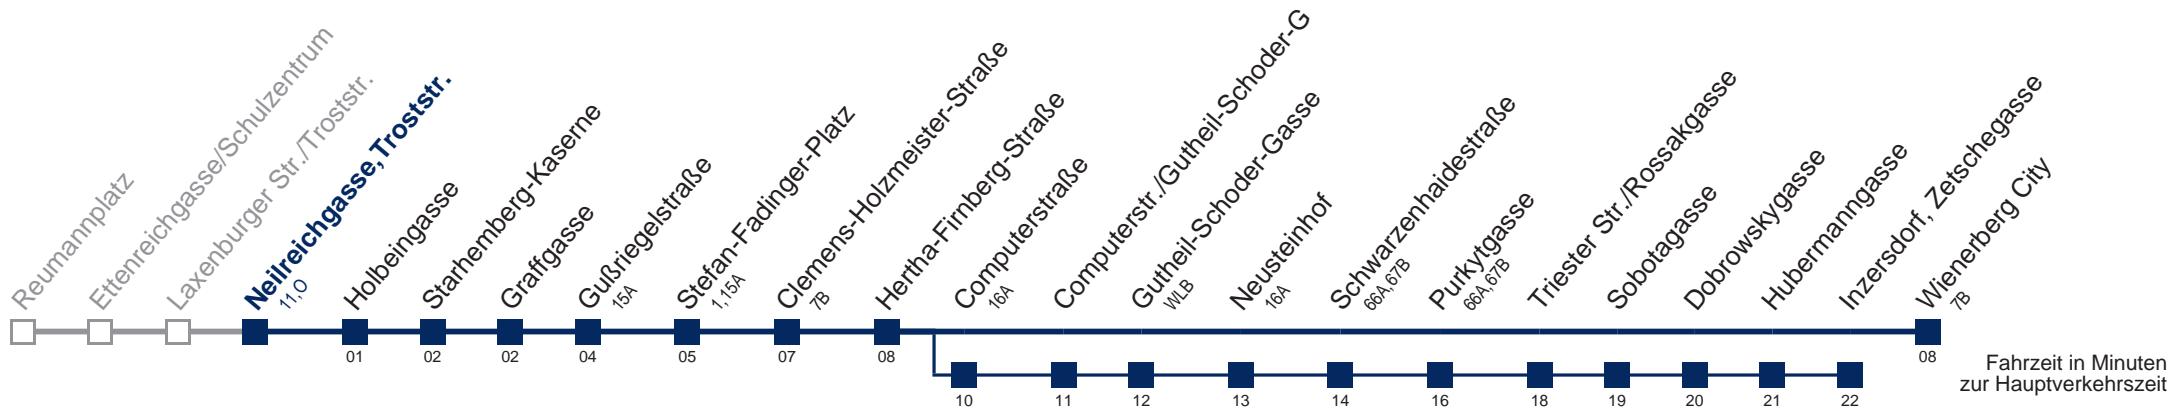 Reumannplatz
Ettenreichgasse/Schulzentrum
Laxenburger Str./Troststr.
Neilreichgasse,Troststr.
11,O
Holbeingasse
Starhemberg-Kaserne
Graffgasse
Gußriegelstraße
15A
Stefan-Fadinger-Platz
1,15A
Clemens-Holzmeister-Straße
7B
Hertha-Firnberg-Straße
Computerstraße
16A
Computerstr./Gutheil-Schoder-G
Gutheil-Schoder-Gasse
WLB
Neusteinhof
16A
Schwarzenhaidestraße
66A,67B
Purkytgasse
66A,67B
Triester Str./Rossakgasse
Sobotagasse
Dobrowskygasse
Hubermanngasse
Inzersdorf, Zetschegasse
Wienerberg City
7B
01
02
02
04
05
07
08
08
10
11
12
13
14
16
18
19
20
21
22
Fahrzeit in Minuten
zur Hauptverkehrszeit